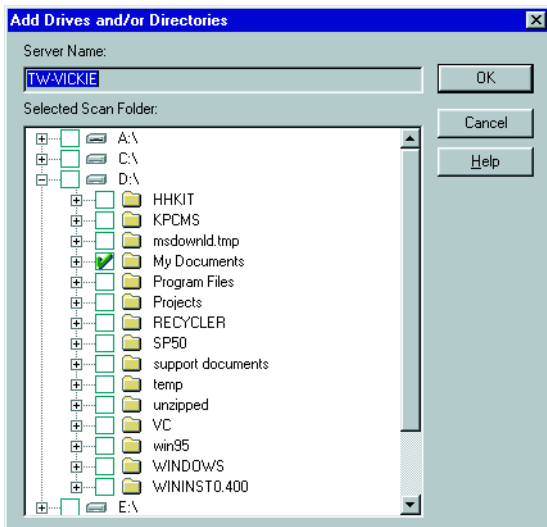 Add Drives and/or Directories
Server Name:
TW-VICKIE
OK
Selected Scan Folder:
Cancel
Help
A:\
C:\
D:\
HHKIT
KPCMS
msdownld.tmp
My Documents
Program Files
Projects
RECYCLER
SP50
support documents
temp
unzipped
VC
win95
WINDOWS
WININST0.400
E:\